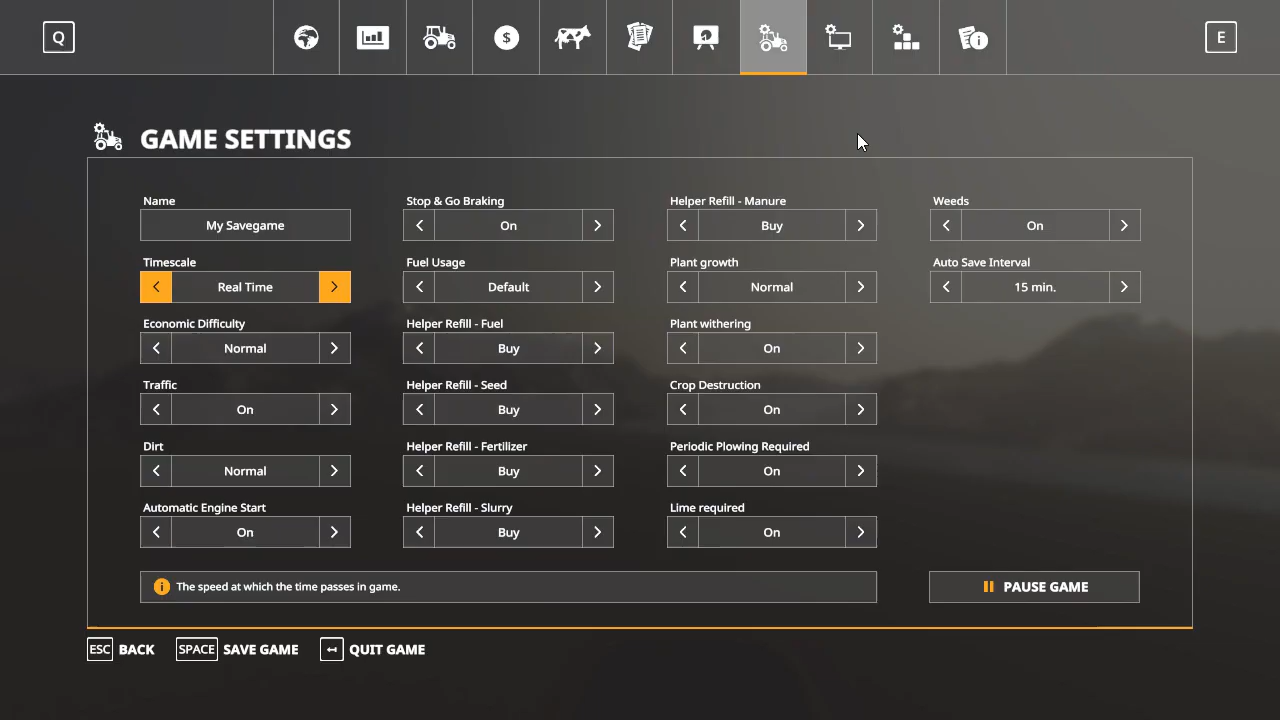 Q
$
E
GAME SETTINGS
Name
My Savegame
Timescale
Real Time
Economic Difficulty
Normal
Traffic
On
Dirt
Normal
Automatic Engine Start
On
Stop & Go Braking
On
Fuel Usage
Default
Helper Refill - Fuel
Buy
Helper Refill - Seed
Buy
Helper Refill - Fertilizer
Buy
Helper Refill - Slurry
Buy
Helper Refill - Manure
Buy
Plant growth
Normal
Plant withering
On
Crop Destruction
On
Periodic Plowing Required
On
Lime required
On
Weeds
On
Auto Save Interval
15 min.
The speed at which the time passes in game.
PAUSE GAME
ESC BACK SPACE SAVE GAME QUIT GAME